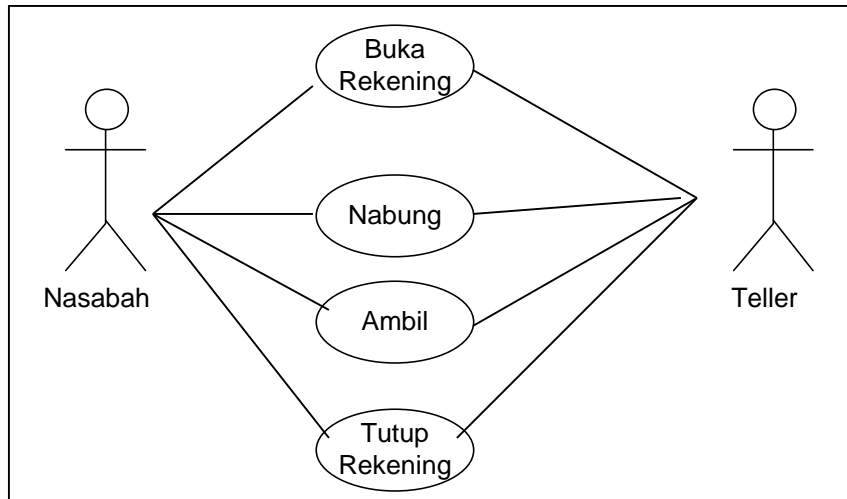 Buka
Rekening
Nabung
Nasabah
Teller
Ambil
Tutup
Rekening